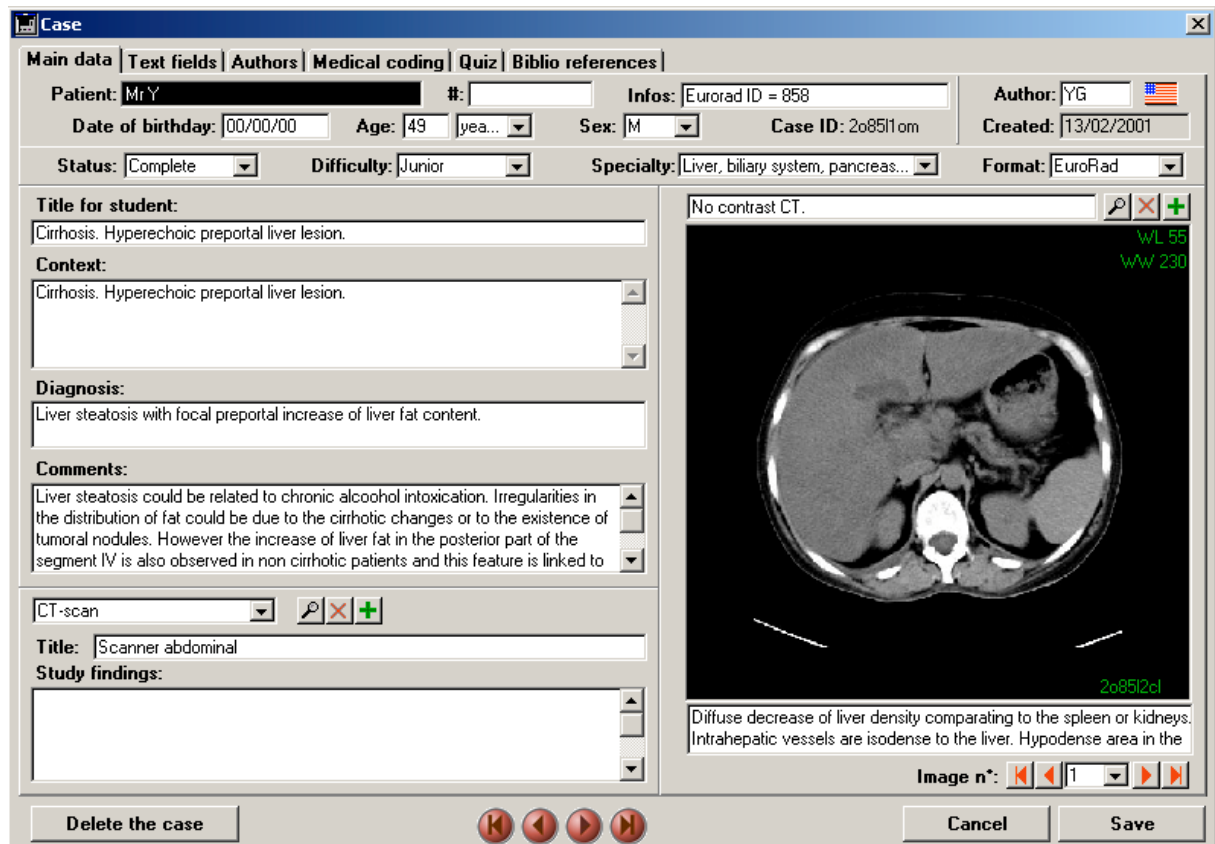 Case
Main data Text fields Authors Medical coding Quiz Biblio references
Patient: Mr Y #: Infos: Eurorad ID = 858 Author: YG
Date of birthday: 00/00/00 Age: 49 yea... Sex: M Case ID: 2o85l1om Created: 13/02/2001
Status: Complete Difficulty: Junior Specialty: Liver, biliary system, pancreas... Format: EuroRad
Title for student:
Cirrhosis. Hyperechoic preportal liver lesion.
Context:
Cirrhosis. Hyperechoic preportal liver lesion.
Diagnosis:
Liver steatosis with focal preportal increase of liver fat content.
Comments:
Liver steatosis could be related to chronic alcoohol intoxication. Irregularities in
the distribution of fat could be due to the cirrhotic changes or to the existence of
tumoral nodules. However the increase of liver fat in the posterior part of the
segment IV is also observed in non cirrhotic patients and this feature is linked to
CT-scan
Title: Scanner abdominal
Study findings:
No contrast CT.
WL 55
WW 230
2o85l2cl
Diffuse decrease of liver density comparating to the spleen or kidneys.
Intrahepatic vessels are isodense to the liver. Hypodense area in the
Image n°: 1
Delete the case Cancel Save